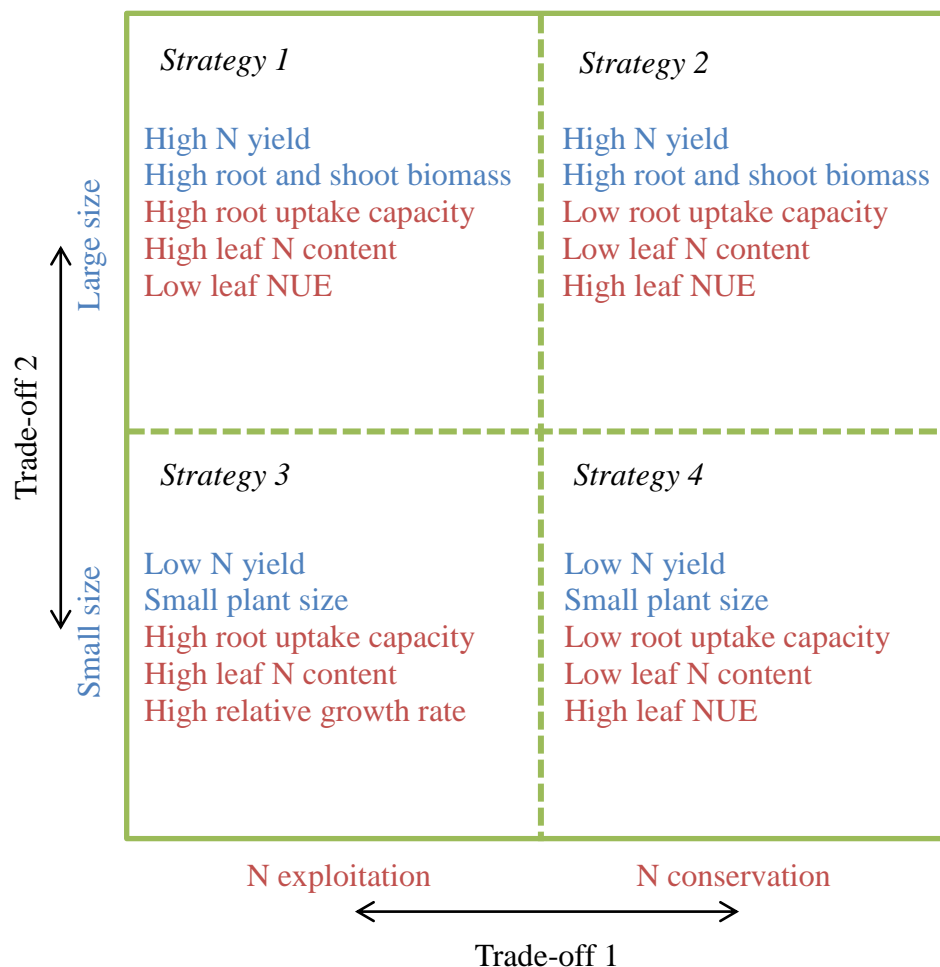 Strategy 1
High N yield
High root and shoot biomass
High root uptake capacity
High leaf N content
Low leaf NUE
Strategy 2
High N yield
High root and shoot biomass
Low root uptake capacity
Low leaf N content
High leaf NUE
Large size
Trade-off 2
Small size
Strategy 3
Low N yield
Small plant size
High root uptake capacity
High leaf N content
High relative growth rate
Strategy 4
Low N yield
Small plant size
Low root uptake capacity
Low leaf N content
High leaf NUE
N exploitation
N conservation
Trade-off 1